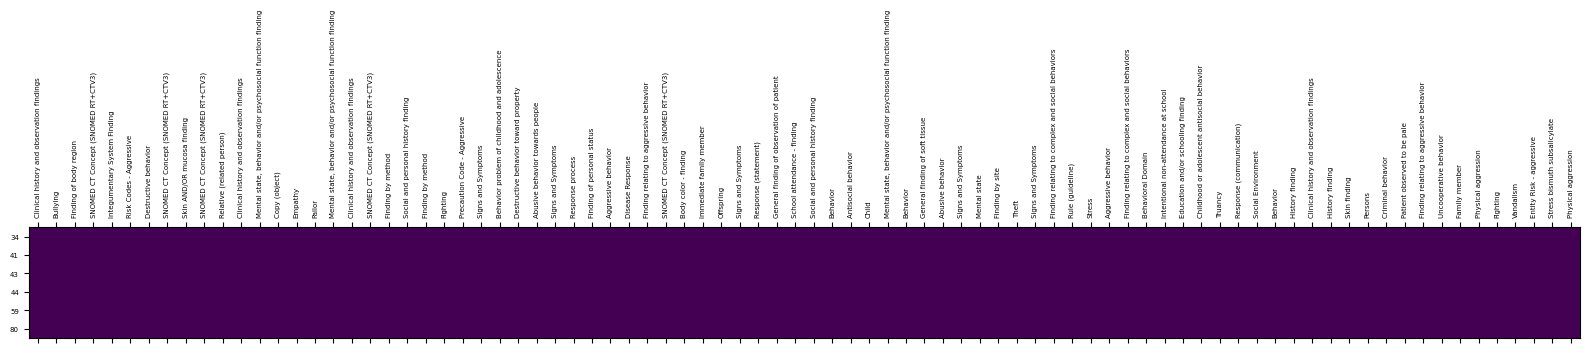 Clinical history and observation findings
Bullying
Finding of body region
SNOMED CT Concept (SNOMED RT+CTV3)
Integumentary System Finding
Risk Codes - Aggressive
Destructive behavior
SNOMED CT Concept (SNOMED RT+CTV3)
Skin AND/OR mucosa finding
SNOMED CT Concept (SNOMED RT+CTV3)
Relative (related person)
Clinical history and observation findings
Mental state, behavior and/or psychosocial function finding
Copy (object)
Empathy
Pallor
Mental state, behavior and/or psychosocial function finding
Clinical history and observation findings
SNOMED CT Concept (SNOMED RT+CTV3)
Finding by method
Social and personal history finding
Finding by method
Fighting
Precaution Code - Aggressive
Signs and Symptoms
Behavior problem of childhood and adolescence
Destructive behavior toward property
Abusive behavior towards people
Signs and Symptoms
Response process
Finding of personal status
Aggressive behavior
Disease Response
Finding relating to aggressive behavior
SNOMED CT Concept (SNOMED RT+CTV3)
Body color - finding
Immediate family member
Offspring
Signs and Symptoms
Response (statement)
General finding of observation of patient
School attendance - finding
Social and personal history finding
Behavior
Antisocial behavior
Child
Mental state, behavior and/or psychosocial function finding
Behavior
General finding of soft tissue
Abusive behavior
Signs and Symptoms
Mental state
Finding by site
Theft
Signs and Symptoms
Finding relating to complex and social behaviors
Rule (guideline)
Stress
Aggressive behavior
Finding relating to complex and social behaviors
Behavioral Domain
Intentional non-attendance at school
Education and/or schooling finding
Childhood or adolescent antisocial behavior
Truancy
Response (communication)
Social Environment
Behavior
History finding
Clinical history and observation findings
History finding
Skin finding
Persons
Criminal behavior
Patient observed to be pale
Finding relating to aggressive behavior
Uncooperative behavior
Family member
Physical aggression
Fighting
Vandalism
Entity Risk - aggressive
Stress bismuth subsalicylate
Physical aggression
34
41
43
44
59
80